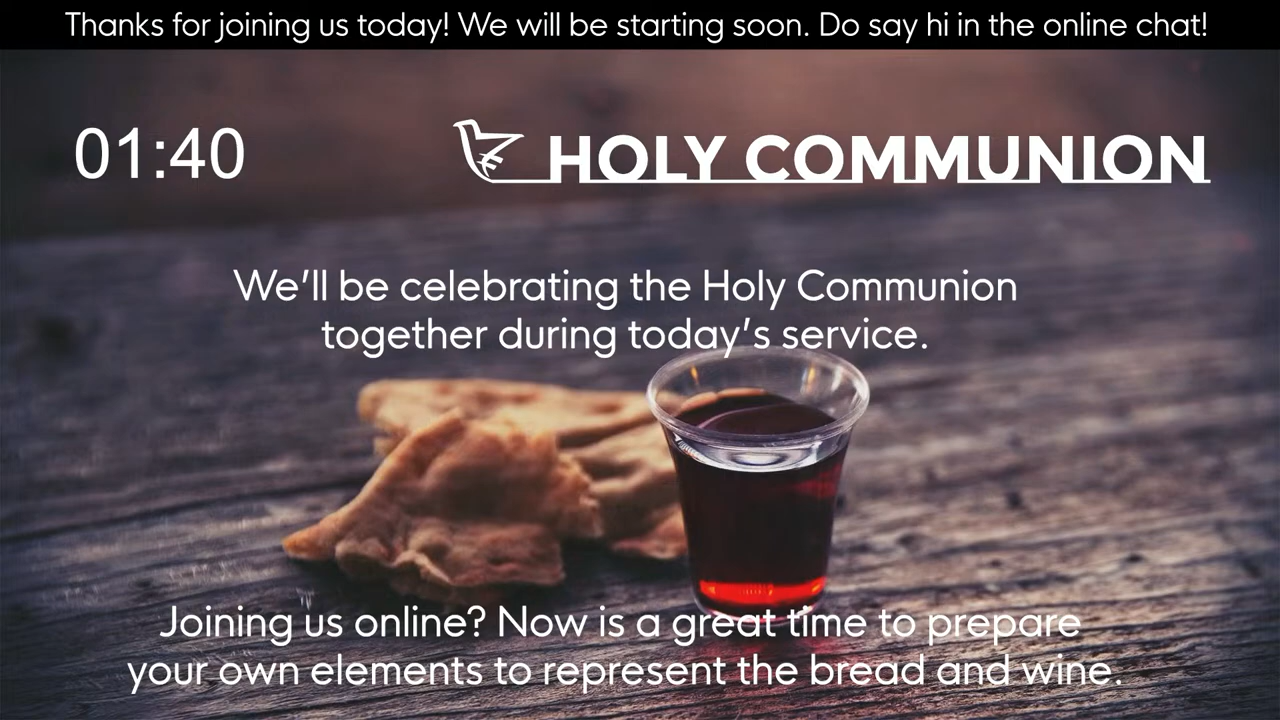 Thanks for joining us today! We will be starting soon. Do say hi in the online chat!
01:40
HOLY COMMUNION
We'll be celebrating the Holy Communion
together during today's service.
Joining us online? Now is a great time to prepare
your own elements to represent the bread and wine.